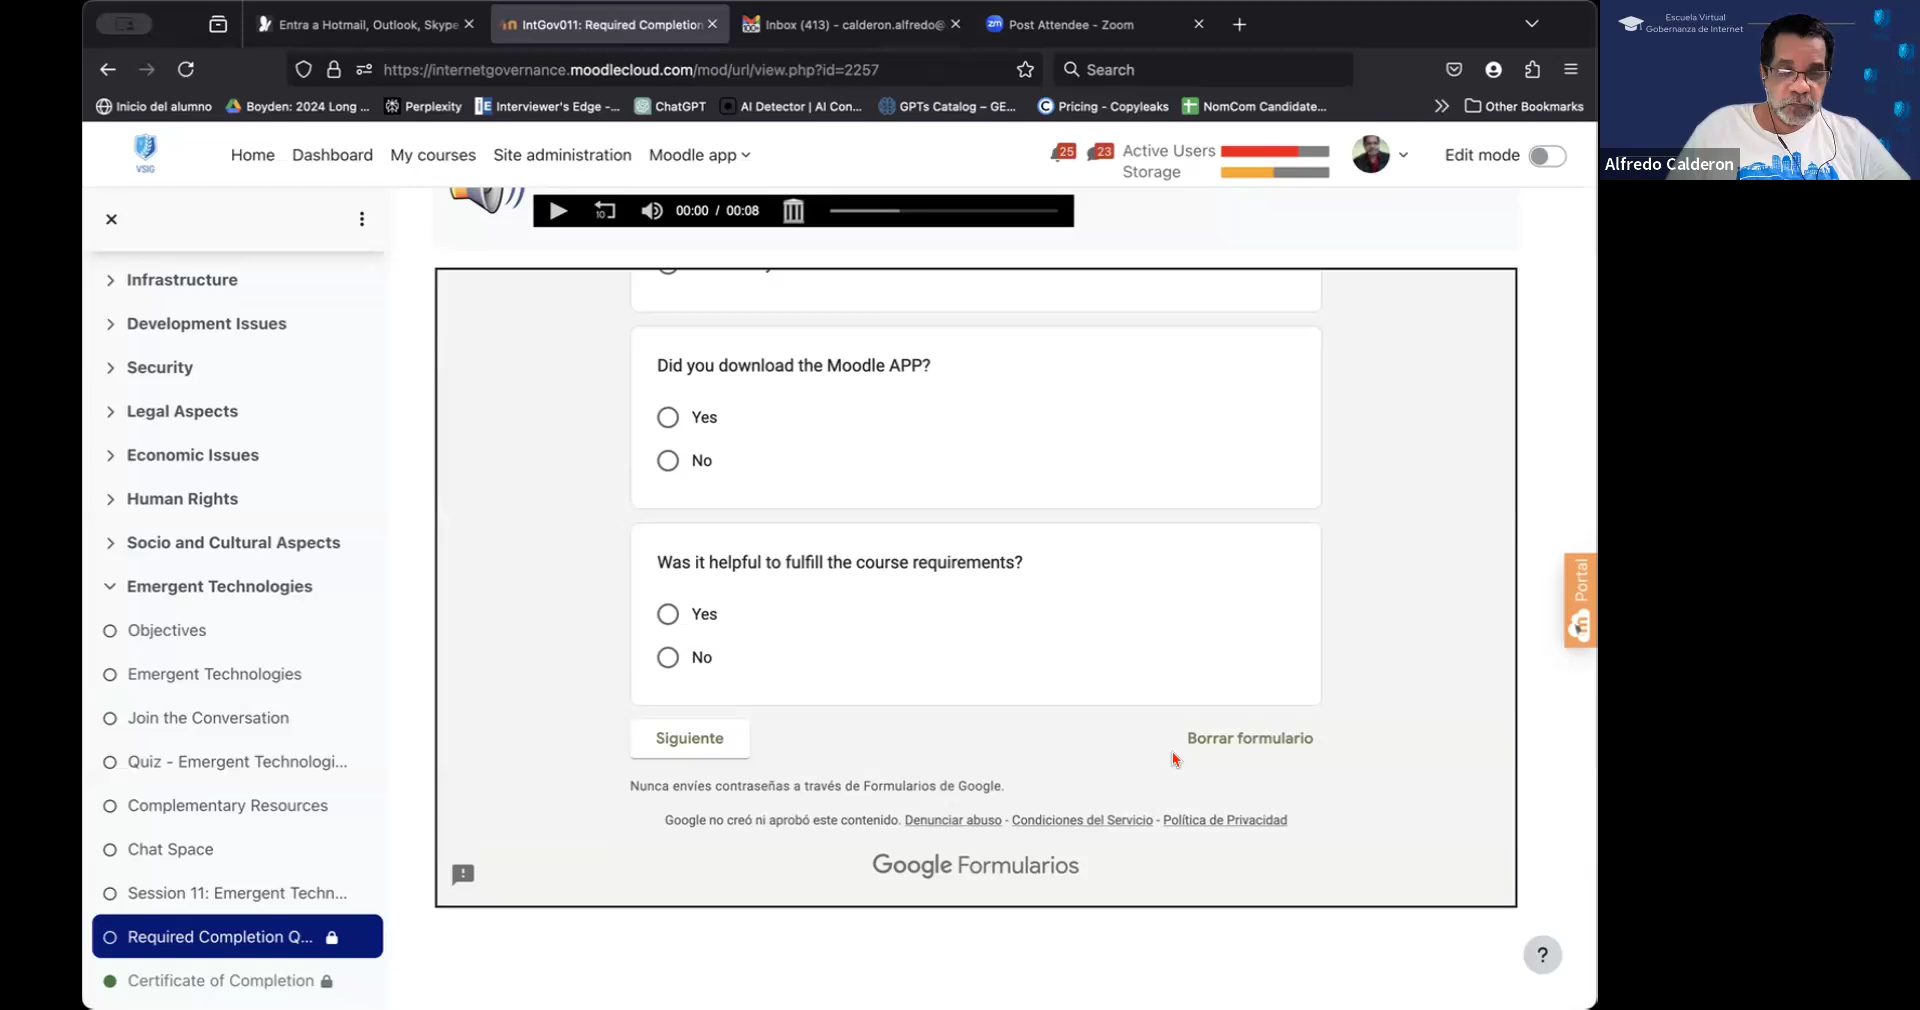 Entra a Hotmail, Outlook, Skype
IntGov011: Required Completion
Inbox (413) - calderon.alfredo@
zm Post Attendee - Zoom
https://internetgovernance.moodlecloud.com/mod/url/view.php?id=2257
Search
Inicio del alumno
Boyden: 2024 Long ...
Perplexity
Interviewer's Edge -...
ChatGPT
AI Detector | AI Con...
GPTs Catalog – GE...
Pricing - Copyleaks
NomCom Candidate...
Other Bookmarks
VSIG
Home
Dashboard
My courses
Site administration
Moodle app
25
23
Active Users
Storage
Edit mode
10
00:00 / 00:08
Infrastructure
Development Issues
Security
Legal Aspects
Economic Issues
Human Rights
Socio and Cultural Aspects
Emergent Technologies
Objectives
Emergent Technologies
Join the Conversation
Quiz - Emergent Technologi...
Complementary Resources
Chat Space
Session 11: Emergent Techn...
Required Completion Q...
Certificate of Completion
Did you download the Moodle APP?
Yes
No
Was it helpful to fulfill the course requirements?
Yes
No
Siguiente
Borrar formulario
Nunca envíes contraseñas a través de Formularios de Google.
Google no creó ni aprobó este contenido. Denunciar abuso - Condiciones del Servicio - Política de Privacidad
Google Formularios
Portal
?
Escuela Virtual
Gobernanza de Internet
Alfredo Calderon